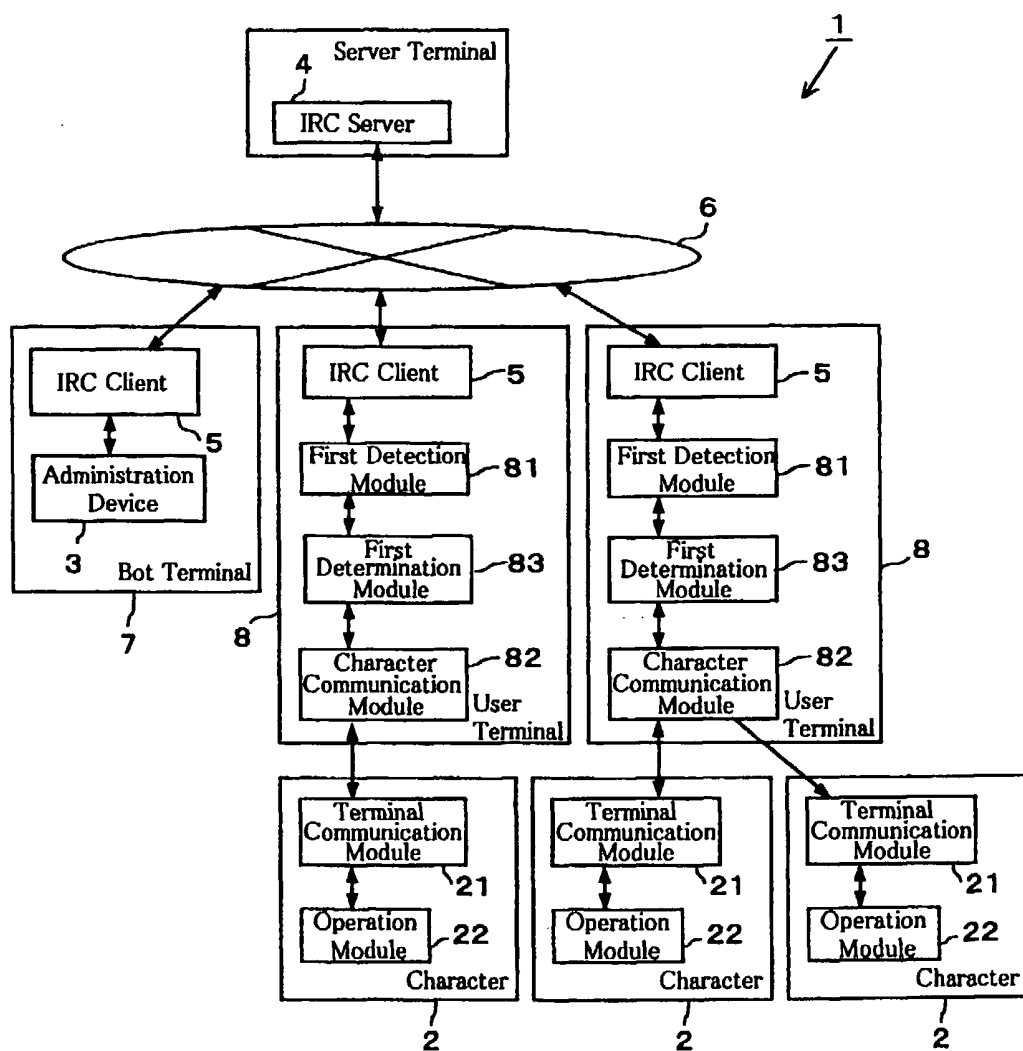 1
Server Terminal
4
IRC Server
6
IRC Client
5
Administration
Device
3
Bot Terminal
7
IRC Client
5
First Detection
Module
81
First
Determination
Module
83
Character
Communication
Module
82
User
Terminal
8
IRC Client
5
First Detection
Module
81
First
Determination
Module
83
Character
Communication
Module
82
User
Terminal
8
Terminal
Communication
Module
21
Operation
Module
22
Character
2
Terminal
Communication
Module
21
Operation
Module
22
Character
2
Terminal
Communication
Module
21
Operation
Module
22
Character
2